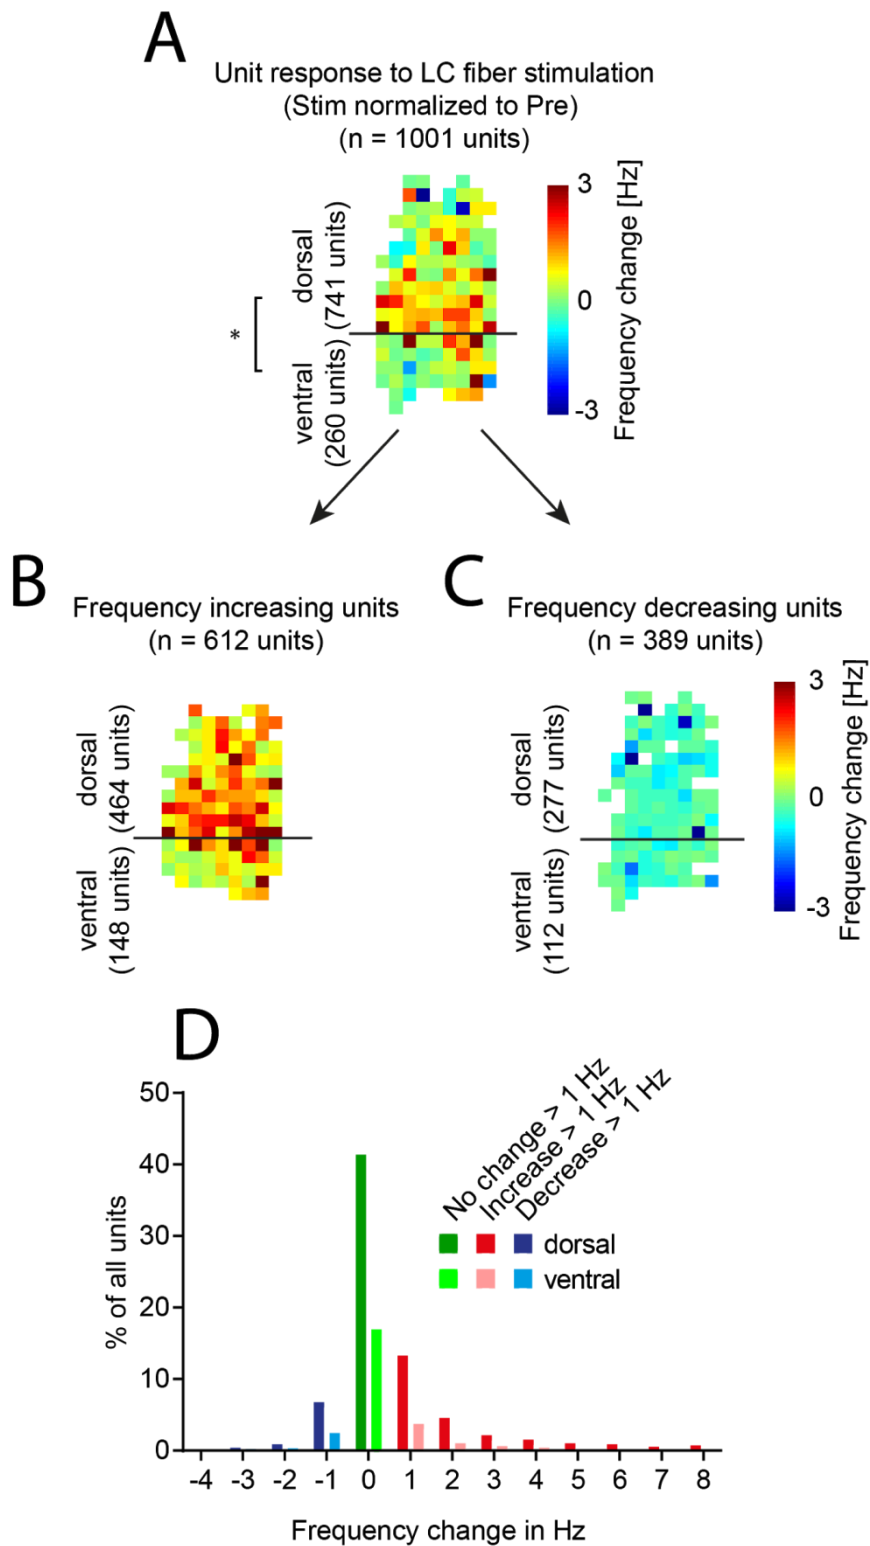 A
Unit response to LC fiber stimulation
(Stim normalized to Pre)
(n = 1001 units)
dorsal
(741 units)
ventral
(260 units)
*
3
0
-3
Frequency change [Hz]
B
Frequency increasing units
(n = 612 units)
dorsal
(464 units)
ventral
(148 units)
C
Frequency decreasing units
(n = 389 units)
dorsal
(277 units)
ventral
(112 units)
3
0
-3
Frequency change [Hz]
D
No change > 1 Hz
Increase > 1 Hz
Decrease > 1 Hz
dorsal
ventral
% of all units
50
40
30
20
10
0
-4 -3 -2 -1 0 1 2 3 4 5 6 7 8
Frequency change in Hz